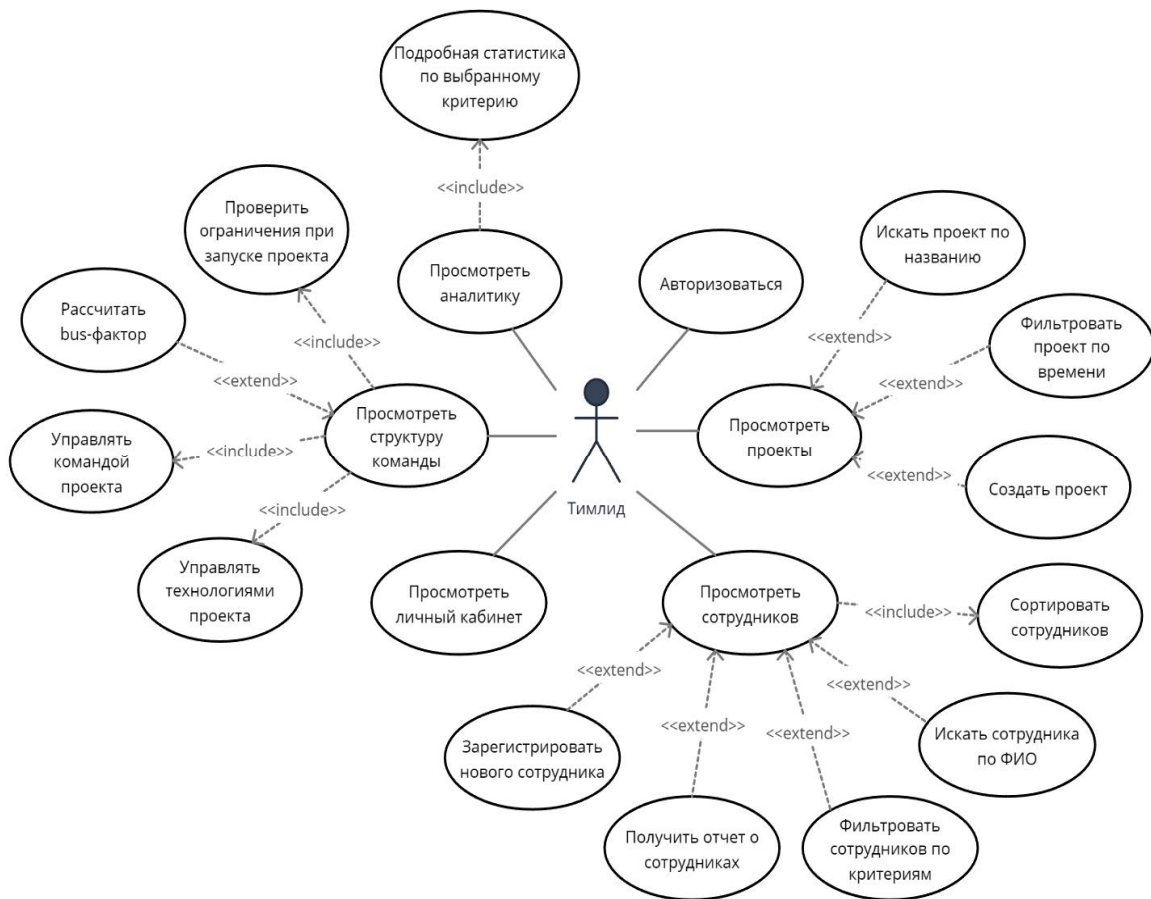 Подробная статистика
по выбранному
критерию
<<include>>
Проверить
ограничения при
запуске проекта
Просмотреть
аналитику
Авторизоваться
Искать проект по
названию
Рассчитать
bus-фактор
<<include>>
<<extend>>
Фильтровать
проект по
времени
<<extend>>
<<extend>>
Просмотреть
структуру
команды
Просмотреть
проекты
Управлять
командой
проекта
<<include>>
<<extend>>
Создать проект
<<include>>
Тимлид
Управлять
технологиями
проекта
Просмотреть
личный кабинет
Просмотреть
сотрудников
<<include>>
Сортировать
сотрудников
<<extend>>
<<extend>>
<<extend>>
<<extend>>
Зарегистрировать
нового сотрудника
Искать сотрудника
по ФИО
Получить отчет о
сотрудниках
Фильтровать
сотрудников по
критериям